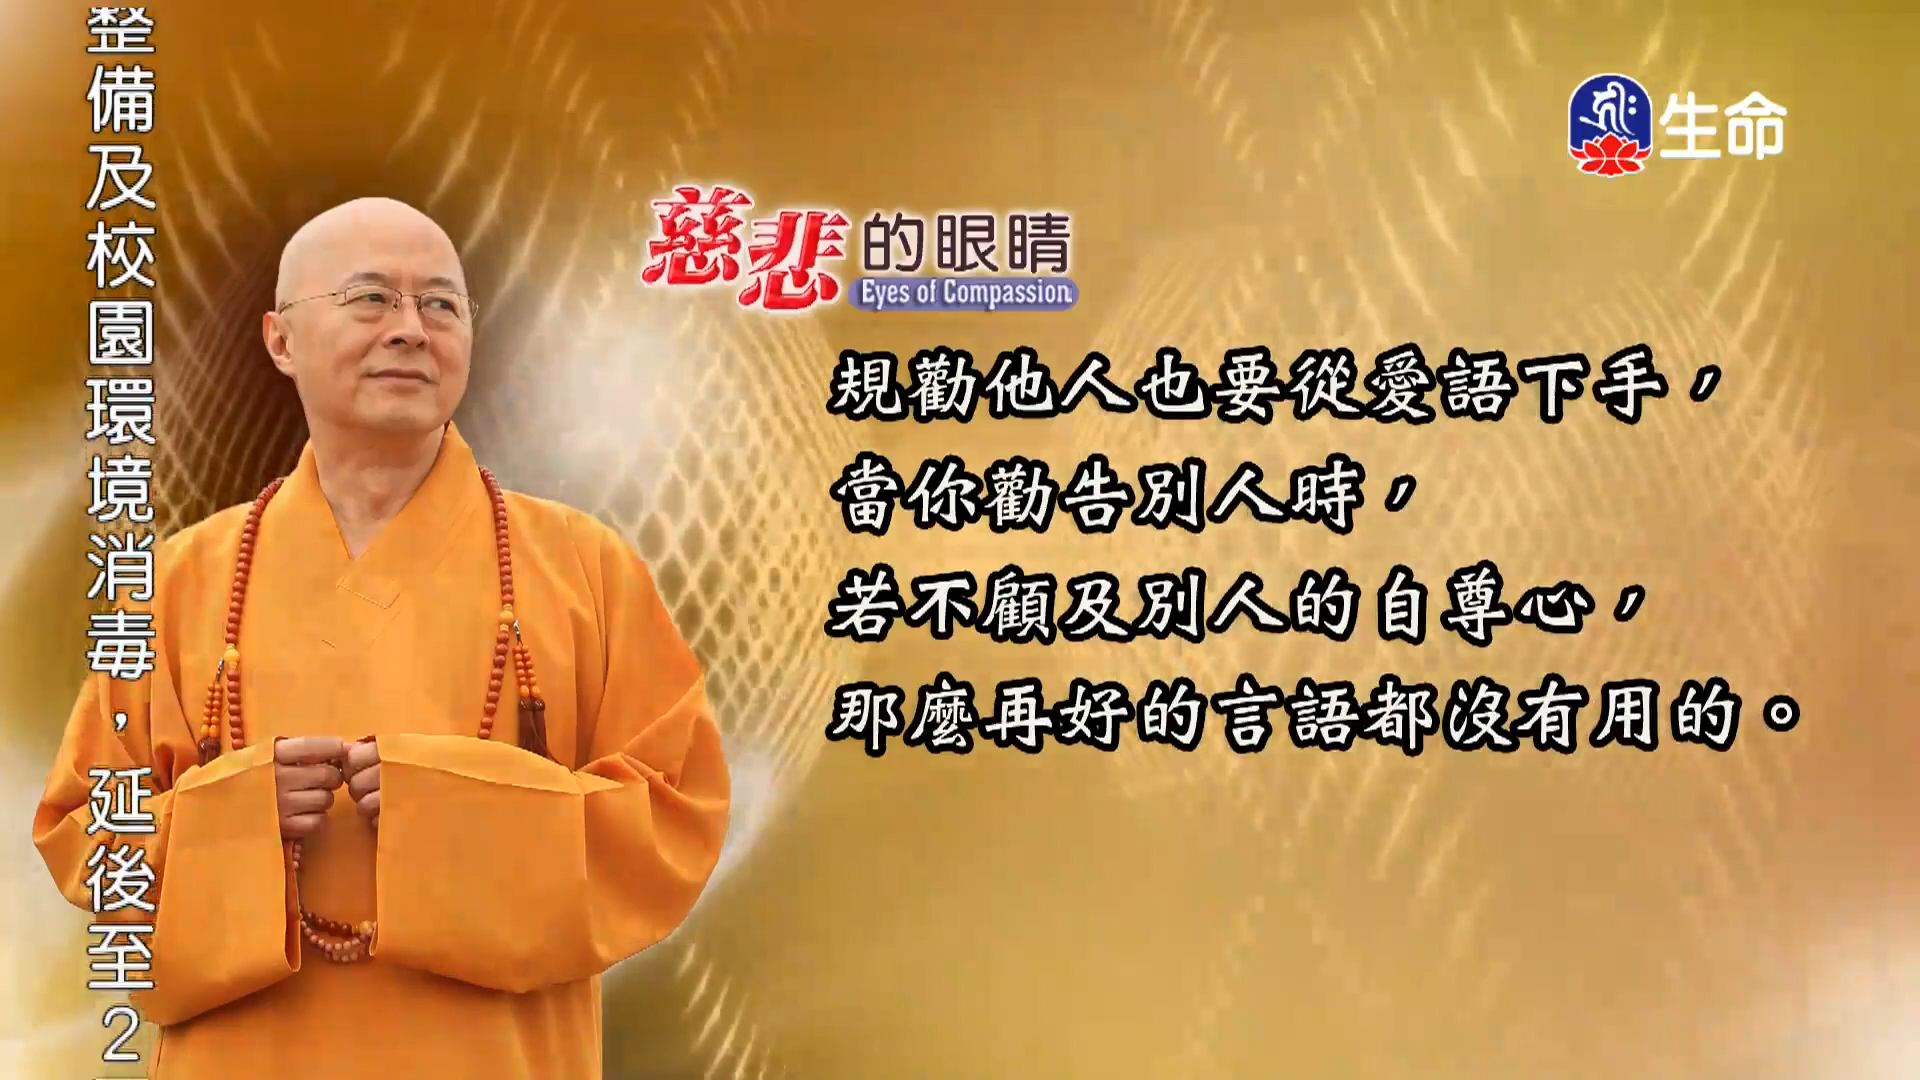 整備及校園環境消毒，延後至2
生命
慈悲的眼睛
Eyes of Compassion
規勸他人也要從愛語下手，
當你勸告別人時，
若不顧及別人的自尊心，
那麼再好的言語都沒有用的。